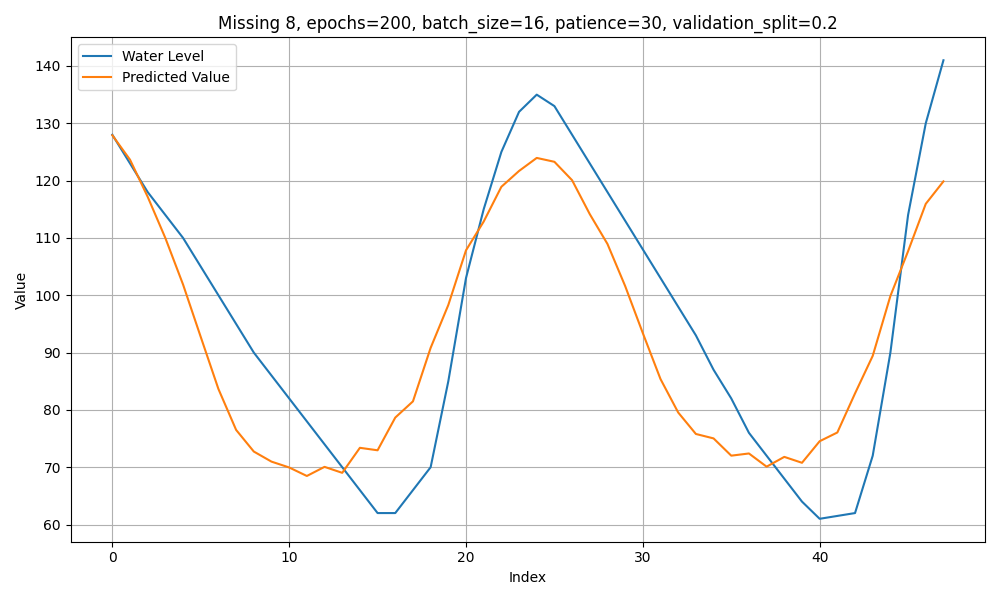 Missing 8, epochs=200, batch_size=16, patience=30, validation_split=0.2
Water Level
Predicted Value
Value
140
130
120
110
100
90
80
70
60
0 10 20 30 40
Index